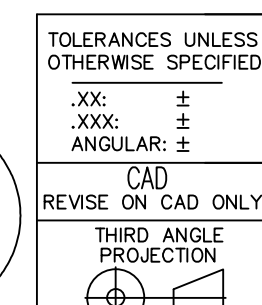 TOLERANCES UNLESS
OTHERWISE SPECIFIED
.XX: ±
.XXX: ±
ANGULAR: ±
CAD
REVISE ON CAD ONLY
THIRD ANGLE
PROJECTION